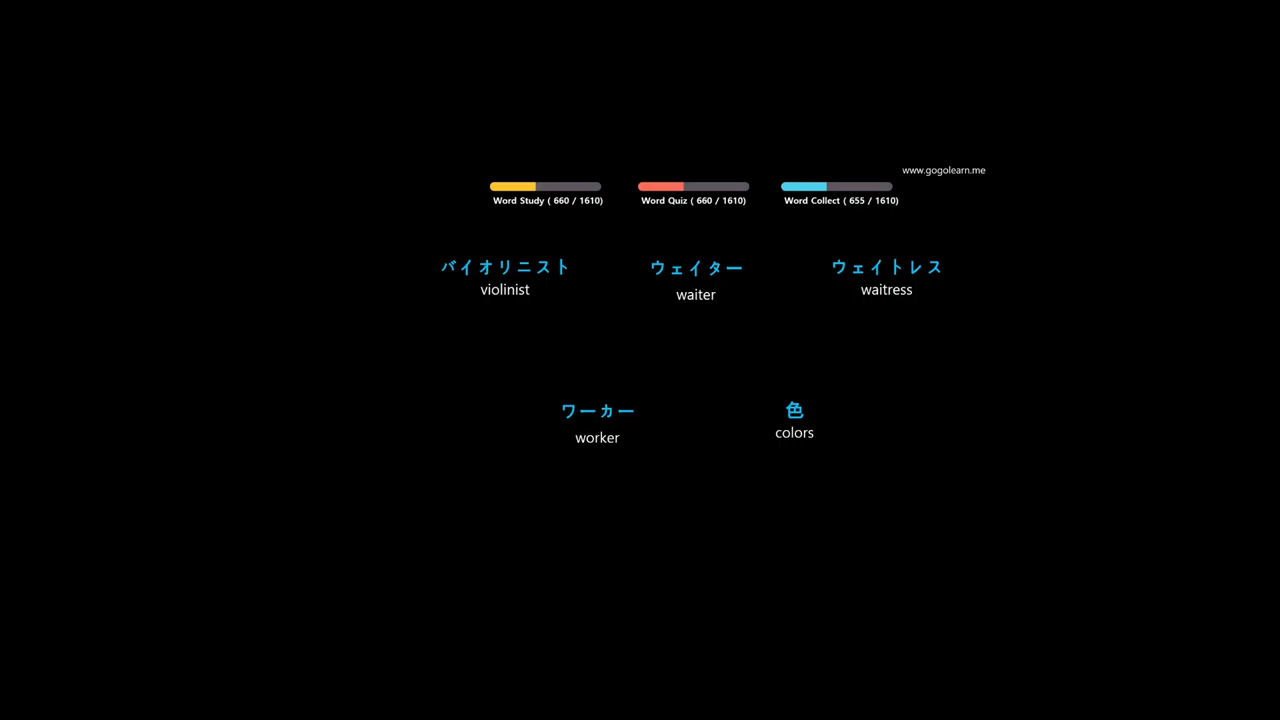 www.gogolearn.me
Word Study ( 660 / 1610)
Word Quiz ( 660 / 1610)
Word Collect ( 655 / 1610)
バイオリニスト
violinist
ウェイター
waiter
ウェイトレス
waitress
ワーカー
worker
色
colors